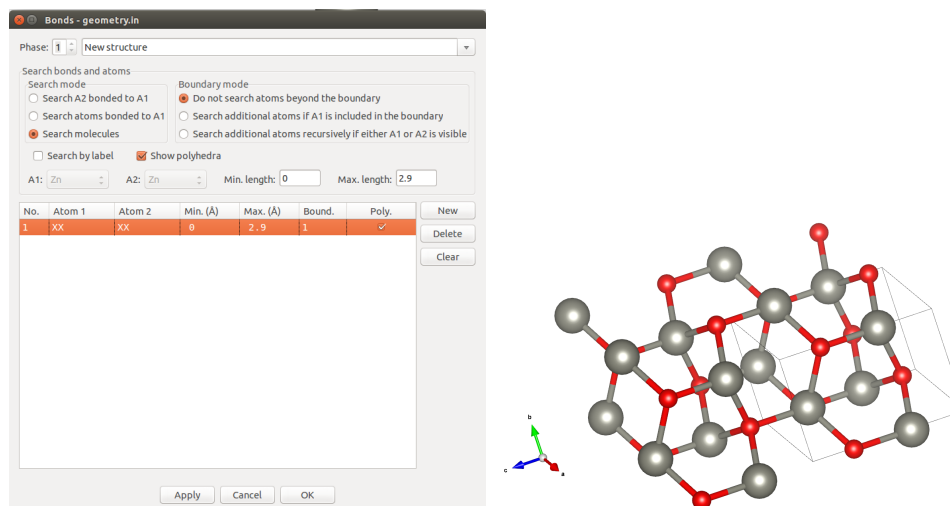 Bonds - geometry.in
Phase: 1 New structure
Search bonds and atoms
Search mode
Search A2 bonded to A1
Search atoms bonded to A1
Search molecules
Boundary mode
Do not search atoms beyond the boundary
Search additional atoms if A1 is included in the boundary
Search additional atoms recursively if either A1 or A2 is visible
Search by label Show polyhedra
A1: Zn A2: Zn Min. length: 0 Max. length: 2.9
No. Atom 1 Atom 2 Min. (Å) Max. (Å) Bound. Poly.
1 XX XX 0 2.9 1
New
Delete
Clear
Apply Cancel OK
b
c
a